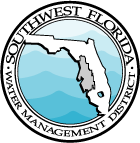 SOUTHWEST FLORIDA
WATER MANAGEMENT DISTRICT